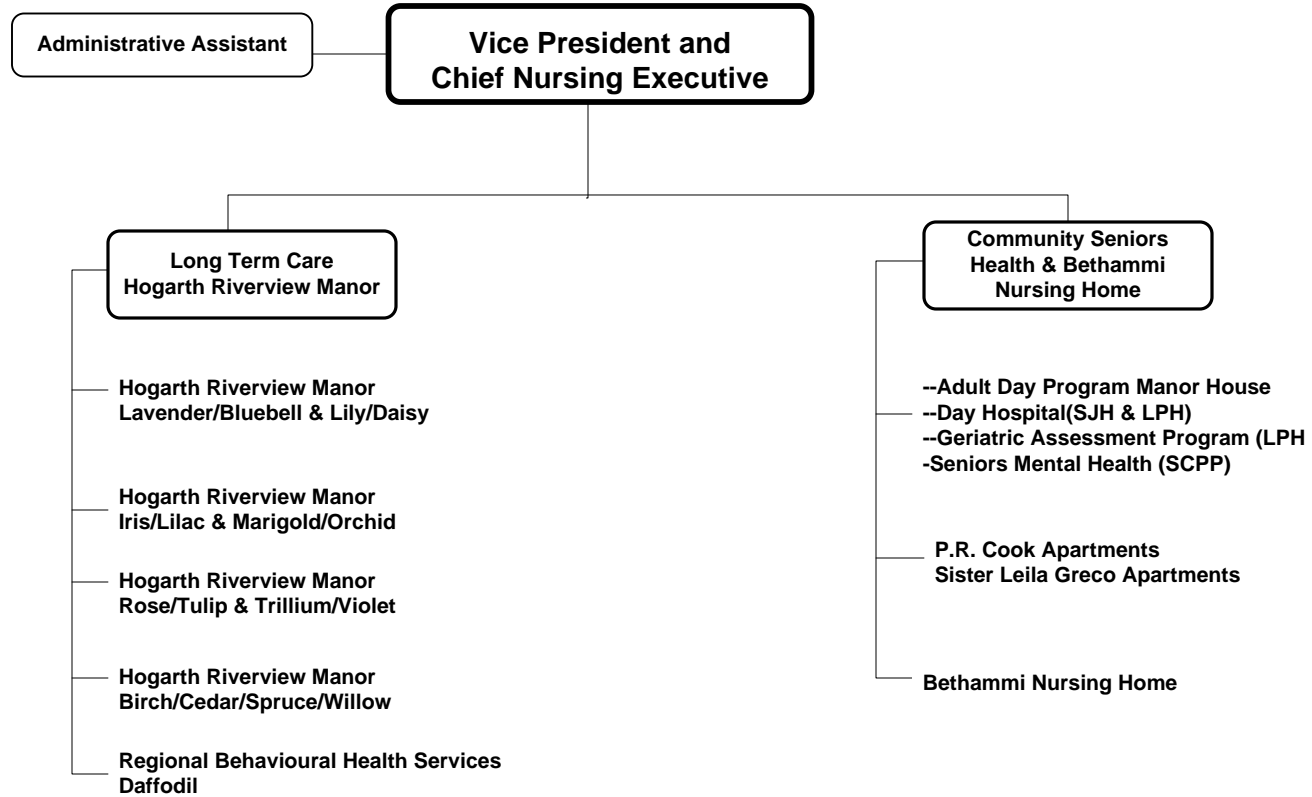 Administrative Assistant
Vice President and
Chief Nursing Executive
Long Term Care
Hogarth Riverview Manor
Hogarth Riverview Manor
Lavender/Bluebell & Lily/Daisy
Hogarth Riverview Manor
Iris/Lilac & Marigold/Orchid
Hogarth Riverview Manor
Rose/Tulip & Trillium/Violet
Hogarth Riverview Manor
Birch/Cedar/Spruce/Willow
Regional Behavioural Health Services
Daffodil
Community Seniors
Health & Bethammi
Nursing Home
--Adult Day Program Manor House
--Day Hospital(SJH & LPH)
--Geriatric Assessment Program (LPH
-Seniors Mental Health (SCPP)
P.R. Cook Apartments
Sister Leila Greco Apartments
Bethammi Nursing Home